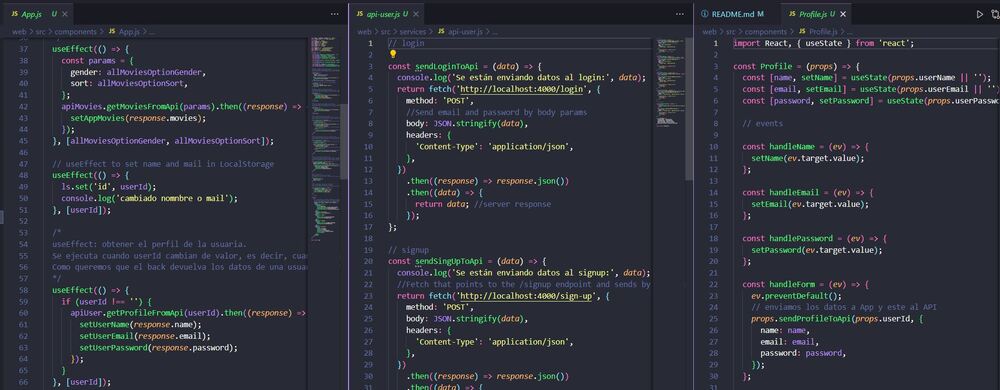 App.js U
web > src > components > App.js > ...
37 useEffect(() => {
38 const params = {
39 gender: allMoviesOptionGender,
40 sort: allMoviesOptionSort,
41 };
42 apiMovies.getMoviesFromApi(params).then((response) =>
43 setAppMovies(response.movies);
44 });
45 }, [allMoviesOptionGender, allMoviesOptionSort]);
46
47 // useEffect to set name and mail in LocalStorage
48 useEffect(() => {
49 ls.set('id', userId);
50 console.log('cambiado nomnbre o mail');
51 }, [userId]);
52
53 /*
54 useEffect: obtener el perfil de la usuaria.
55 Se ejecuta cuando userId cambian de valor, es decir, cua
56 Como queremos que el back devuelva los datos de una usua
57 */
58 useEffect(() => {
59 if (userId !== '') {
60 apiUser.getProfileFromApi(userId).then((response) =>
61 setUserName(response.name);
62 setUserEmail(response.email);
63 setUserPassword(response.password);
64 });
65 }
66 }, [userId]);
api-user.js U
web > src > services > api-user.js > ...
1 // login
2
3 const sendLoginToApi = (data) => {
4 console.log('Se están enviando datos al login:', data);
5 return fetch('http://localhost:4000/login', {
6 method: 'POST',
7 //Send email and password by body params
8 body: JSON.stringify(data),
9 headers: {
10 'Content-Type': 'application/json',
11 },
12 })
13 .then((response) => response.json())
14 .then((data) => {
15 return data; //server response
16 });
17 };
18
19 // signup
20 const sendSingUpToApi = (data) => {
21 console.log('Se están enviando datos al signup:', data);
22 //Fetch that points to the /signup endpoint and sends by
23 return fetch('http://localhost:4000/sign-up', {
24 method: 'POST',
25 body: JSON.stringify(data),
26 headers: {
27 'Content-Type': 'application/json',
28 },
29 })
30 .then((response) => response.json())
31 .then((data) => {
README.md M
Profile.js U
web > src > components > Profile.js > ...
1 import React, { useState } from 'react';
2
3 const Profile = (props) => {
4 const [name, setName] = useState(props.userName || '');
5 const [email, setEmail] = useState(props.userEmail || ''
6 const [password, setPassword] = useState(props.userPassw
7
8 // events
9
10 const handleName = (ev) => {
11 setName(ev.target.value);
12 };
13
14 const handleEmail = (ev) => {
15 setEmail(ev.target.value);
16 };
17
18 const handlePassword = (ev) => {
19 setPassword(ev.target.value);
20 };
21
22 const handleForm = (ev) => {
23 ev.preventDefault();
24 // enviamos los datos a App y este al API
25 props.sendProfileToApi(props.userId, {
26 name: name,
27 email: email,
28 password: password,
29 });
30 };